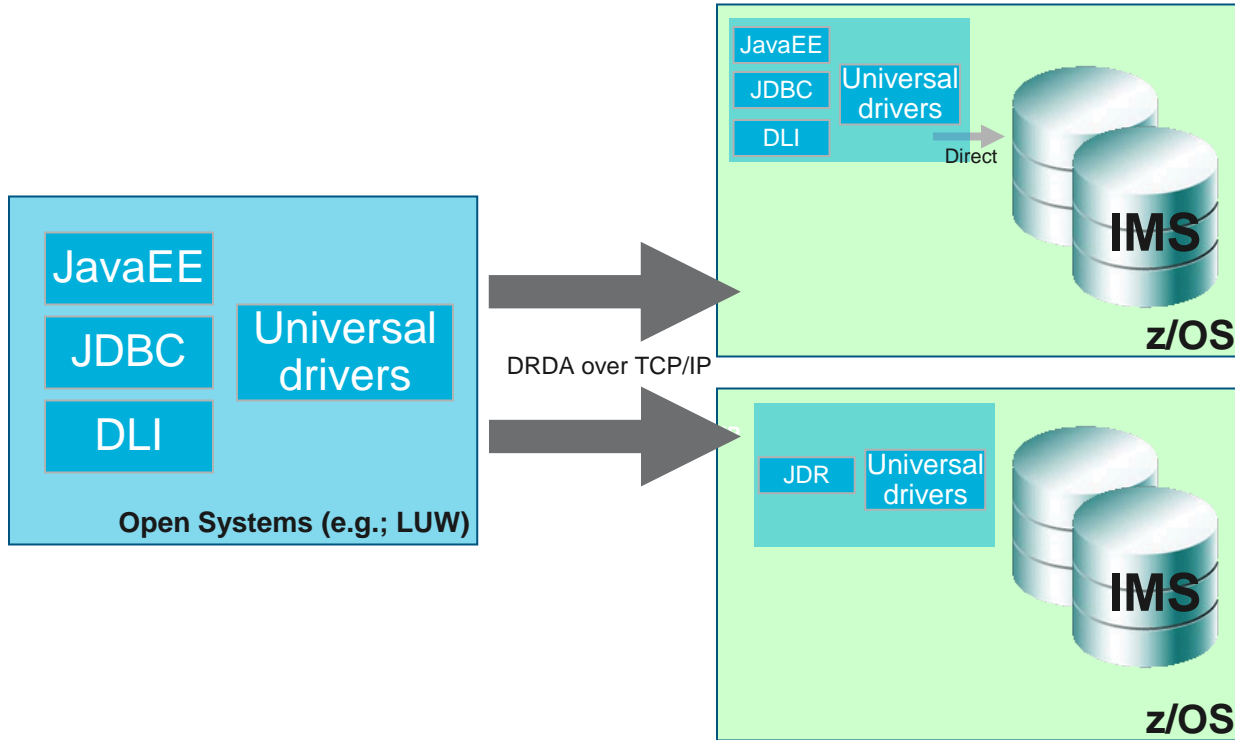 JavaEE
JDBC
DLI
Universal
drivers
Open Systems (e.g.; LUW)
DRDA over TCP/IP
JavaEE
JDBC
DLI
Universal
drivers
Direct
IMS
z/OS
JDR
Universal
drivers
IMS
z/OS